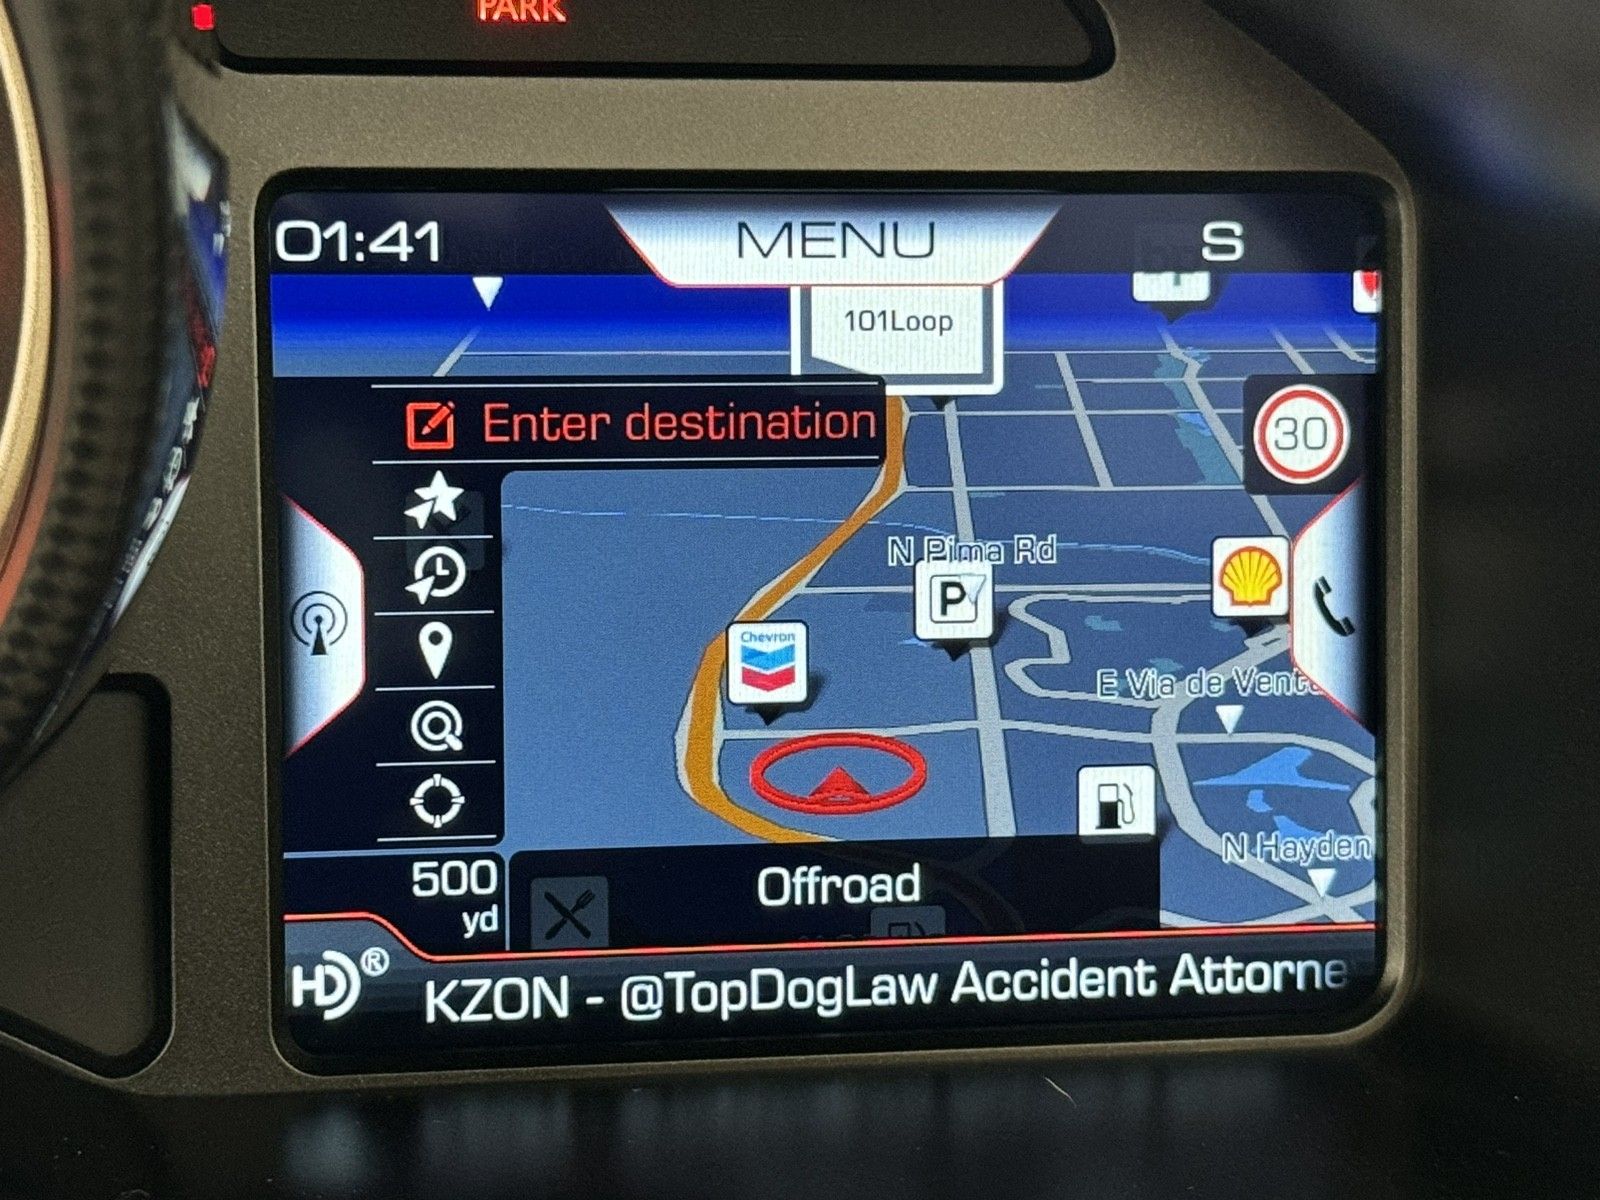 PARK
01:41
MENU
S
101Loop
Enter destination
30
N Pima Rd
P
Chevron
E Via de Vent
N Hayden
500
yd
Offroad
HD®
KZON - @TopDogLaw Accident Attorne